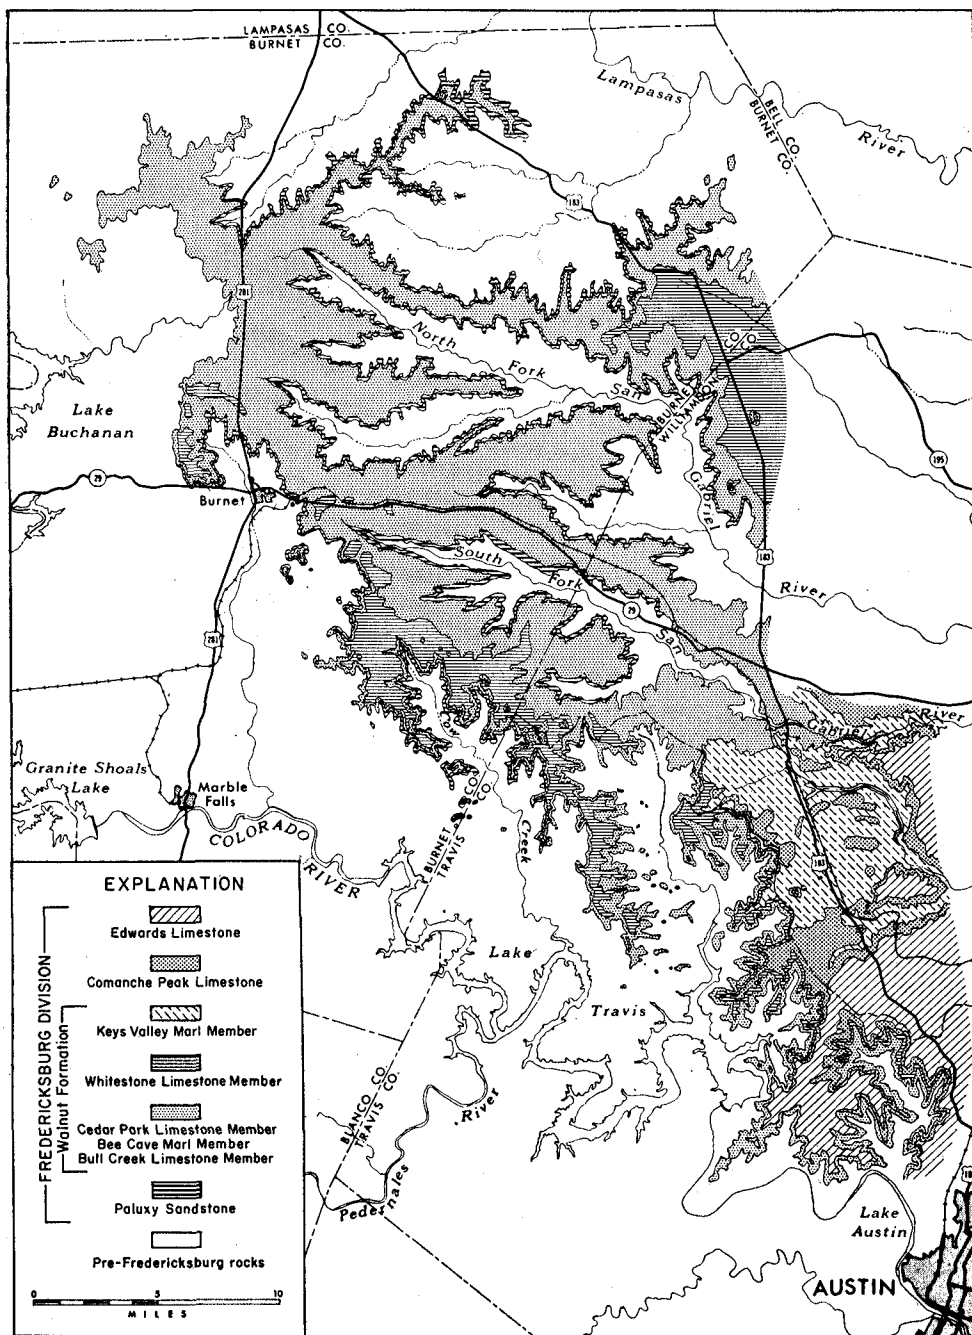 LAMPASAS CO.
BURNET CO.
Lampasas
River
BELL CO.
BURNET CO.
183
281
North
Fork
San
Gabriel
River
BURNET CO.
WILLIAMSON CO.
195
Lake
Buchanan
29
Burnet
183
South
Fork
San
Gabriel
River
29
281
Cow
Creek
Granite Shoals
Lake
Marble
Falls
COLORADO
RIVER
BURNET CO.
TRAVIS CO.
183
Lake
Travis
BLANCO CO.
TRAVIS CO.
River
Pedernales
Lake
Austin
AUSTIN
EXPLANATION
FREDERICKSBURG DIVISION
Walnut Formation
Edwards Limestone
Comanche Peak Limestone
Keys Valley Marl Member
Whitestone Limestone Member
Cedar Park Limestone Member
Bee Cave Marl Member
Bull Creek Limestone Member
Paluxy Sandstone
Pre-Fredericksburg rocks
0 5 10
MILES